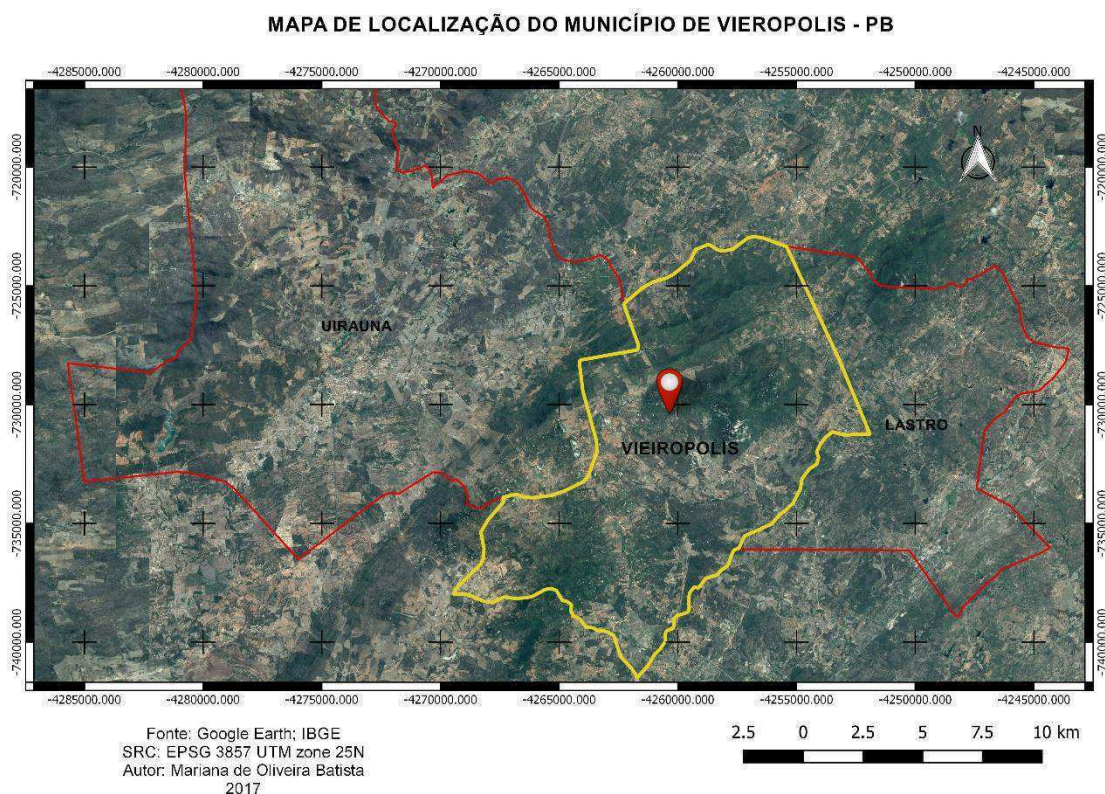 MAPA DE LOCALIZAÇÃO DO MUNICÍPIO DE VIEROPOLIS - PB
-4285000.000 -4280000.000 -4275000.000 -4270000.000 -4265000.000 -4260000.000 -4255000.000 -4250000.000 -4245000.000
N
-720000.000 -720000.000
-725000.000 -725000.000
UIRAUNA
-730000.000 -730000.000
LASTRO
VIEIROPOLIS
-735000.000 -735000.000
-740000.000 -740000.000
-4285000.000 -4280000.000 -4275000.000 -4270000.000 -4265000.000 -4260000.000 -4255000.000 -4250000.000 -4245000.000
Fonte: Google Earth; IBGE
SRC: EPSG 3857 UTM zone 25N
Autor: Mariana de Oliveira Batista
2017
2.5 0 2.5 5 7.5 10 km